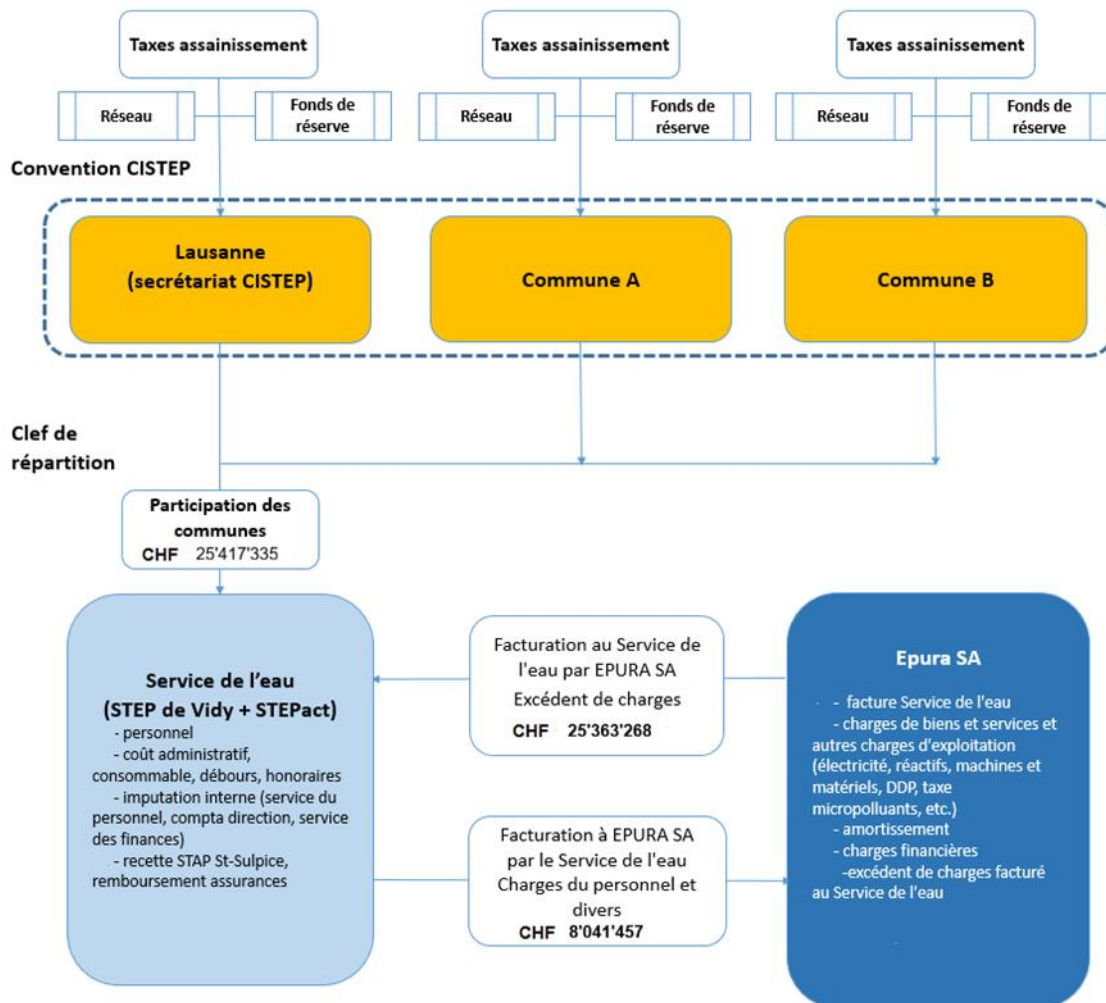 Taxes assainissement
Taxes assainissement
Taxes assainissement
Réseau
Fonds de
réserve
Réseau
Fonds de
réserve
Réseau
Fonds de
réserve
Convention CISTEP
Lausanne
(secrétariat CISTEP)
Commune A
Commune B
Clef de
répartition
Participation des
communes
CHF 25'417'335
Service de l'eau
(STEP de Vidy + STEPact)
- personnel
- coût administratif,
consommable, débours, honoraires
- imputation interne (service du
personnel, compta direction, service
des finances)
- recette STAP St-Sulpice,
remboursement assurances
Facturation au Service de
l'eau par EPURA SA
Excédent de charges
CHF 25'363'268
Facturation à EPURA SA
par le Service de l'eau
Charges du personnel et
divers
CHF 8'041'457
Epura SA
- facture Service de l'eau
- charges de biens et services et
autres charges d'exploitation
(électricité, réactifs, machines et
matériels, DDP, taxe
micropolluants, etc.)
- amortissement
- charges financières
-excédent de charges facturé
au Service de l'eau